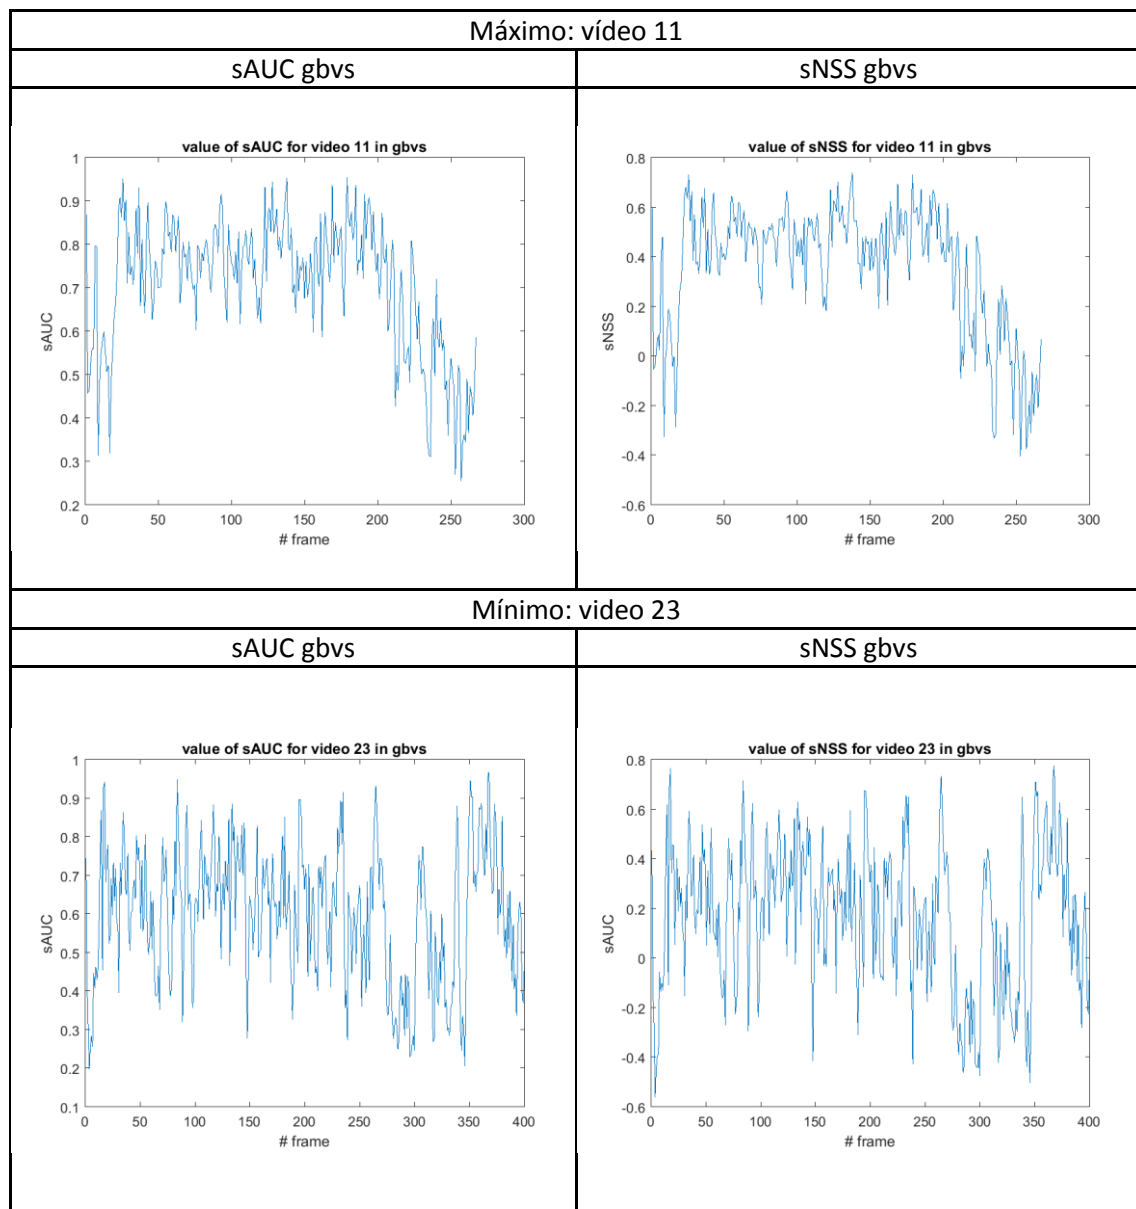 Máximo: vídeo 11
sAUC gbvs
sNSS gbvs
value of sAUC for video 11 in gbvs
1
0.9
0.8
0.7
0.6
0.5
0.4
0.3
0.2
sAUC
0 50 100 150 200 250 300
# frame
value of sNSS for video 11 in gbvs
0.8
0.6
0.4
0.2
0
-0.2
-0.4
-0.6
sNSS
0 50 100 150 200 250 300
# frame
Mínimo: video 23
sAUC gbvs
sNSS gbvs
value of sAUC for video 23 in gbvs
1
0.9
0.8
0.7
0.6
0.5
0.4
0.3
0.2
0.1
sAUC
0 50 100 150 200 250 300 350 400
# frame
value of sNSS for video 23 in gbvs
0.8
0.6
0.4
0.2
0
-0.2
-0.4
-0.6
sAUC
0 50 100 150 200 250 300 350 400
# frame